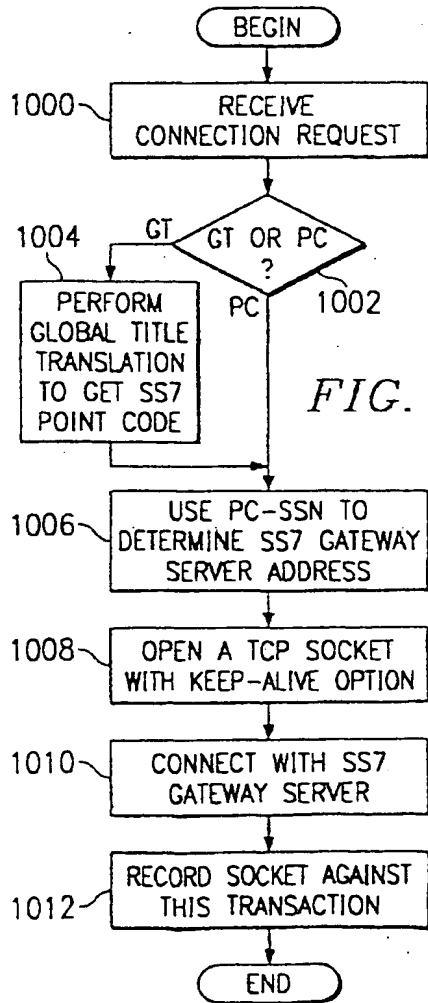 BEGIN
1000
RECEIVE
CONNECTION REQUEST
GT
GT OR PC
?
1002
PC
1004
PERFORM
GLOBAL TITLE
TRANSLATION
TO GET SS7
POINT CODE
FIG.
1006
USE PC-SSN TO
DETERMINE SS7 GATEWAY
SERVER ADDRESS
1008
OPEN A TCP SOCKET
WITH KEEP-ALIVE OPTION
1010
CONNECT WITH SS7
GATEWAY SERVER
1012
RECORD SOCKET AGAINST
THIS TRANSACTION
END